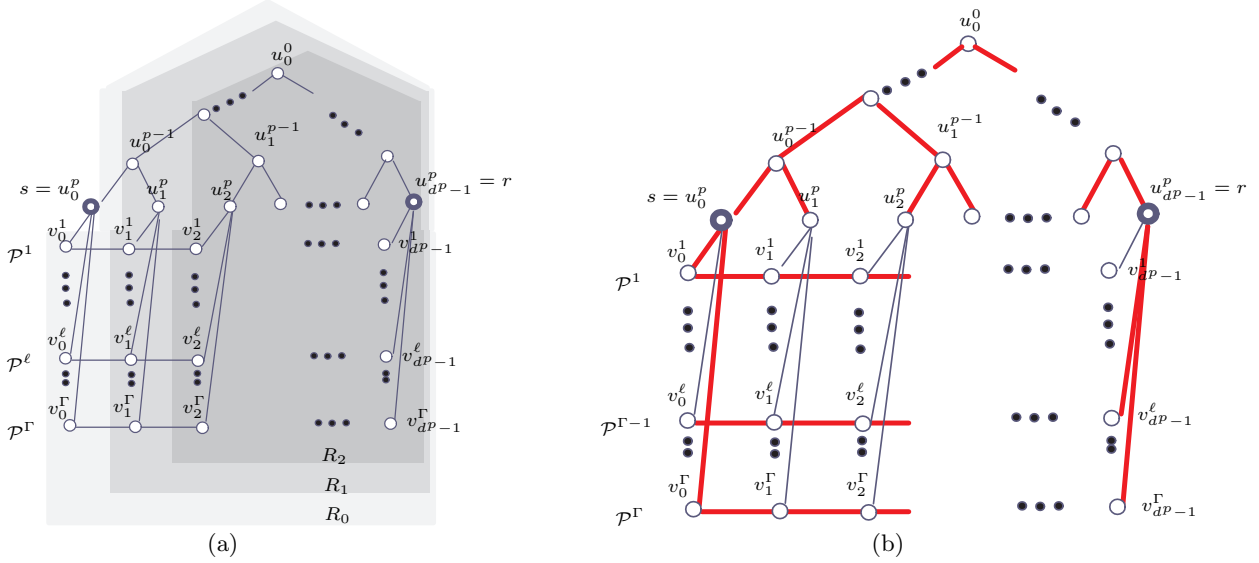 u_0^0
u_0^{p-1} u_1^{p-1}
s = u_0^p u_1^p u_2^p u_{d^p-1}^p = r
v_0^1 v_1^1 v_2^1 v_{d^p-1}^1
𝒫^1
v_0^ℓ v_1^ℓ v_2^ℓ v_{d^p-1}^ℓ
𝒫^ℓ
v_0^Γ v_1^Γ v_2^Γ v_{d^p-1}^Γ
𝒫^Γ
R_2
R_1
R_0
(a)
u_0^0
u_0^{p-1} u_1^{p-1}
s = u_0^p u_1^p u_2^p u_{d^p-1}^p = r
v_0^1 v_1^1 v_2^1 v_{d^p-1}^1
𝒫^1
v_0^ℓ v_1^ℓ v_2^ℓ v_{d^p-1}^ℓ
𝒫^{Γ-1}
v_0^Γ v_1^Γ v_2^Γ v_{d^p-1}^Γ
𝒫^Γ
(b)